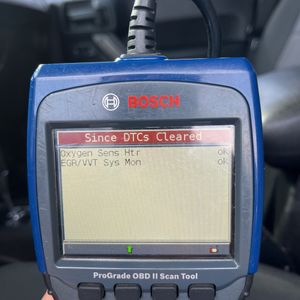 BOSCH
Since DTCs Cleared
Oxygen Sens Htr ok
EGR/VVT Sys Mon ok
ProGrade OBD II Scan Tool